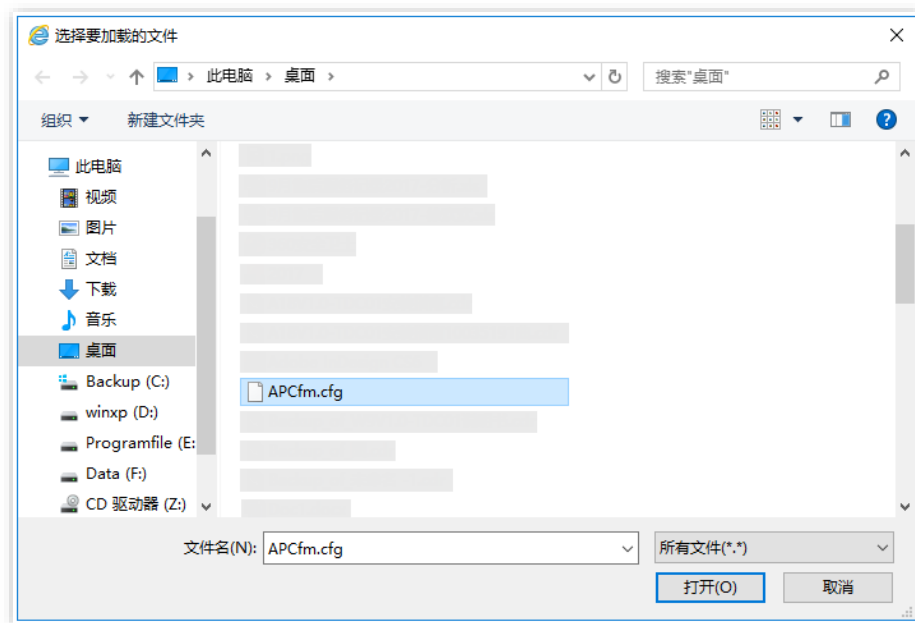 选择要加载的文件
此电脑 › 桌面 ›
搜索"桌面"
组织
新建文件夹
此电脑
视频
图片
文档
下载
音乐
桌面
Backup (C:)
winxp (D:)
Programfile (E:
Data (F:)
CD 驱动器 (Z:)
APCfm.cfg
文件名(N):
APCfm.cfg
所有文件(*.*)
打开(O)
取消